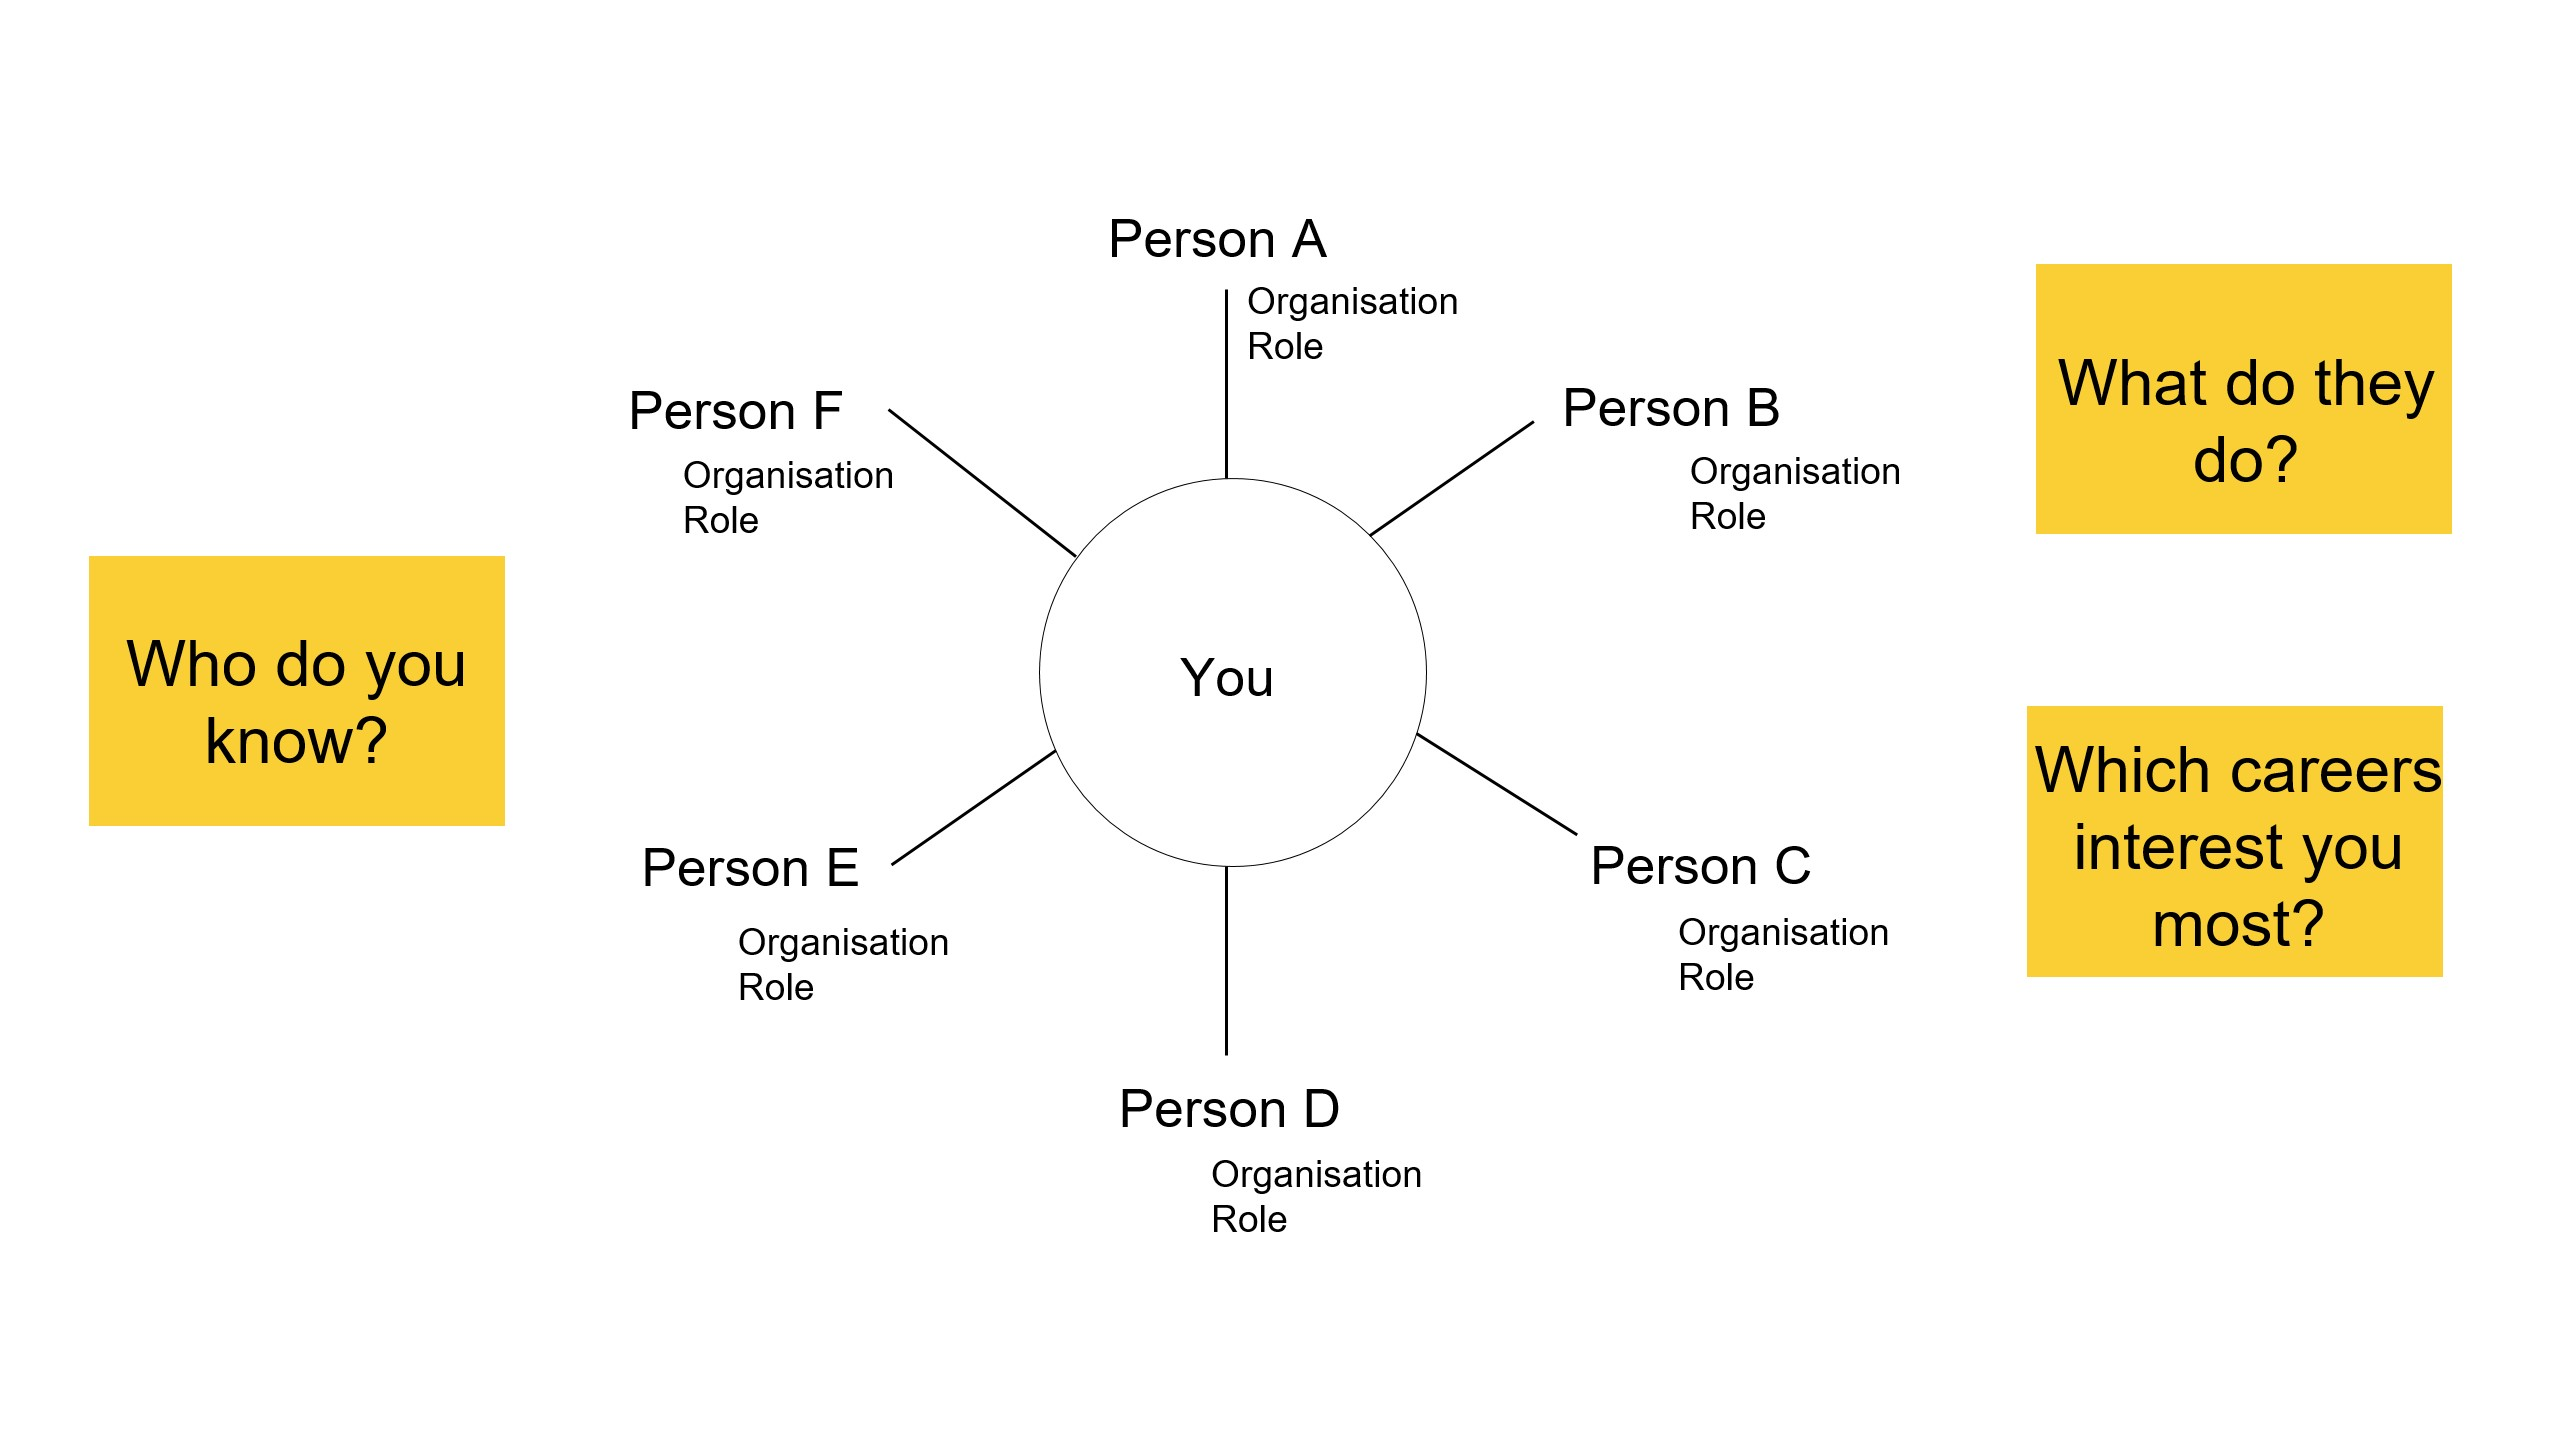 Person A
Organisation
Role
Person F
Organisation
Role
Person B
Organisation
Role
What do they
do?
Who do you
know?
You
Which careers
interest you
most?
Person E
Organisation
Role
Person C
Organisation
Role
Person D
Organisation
Role